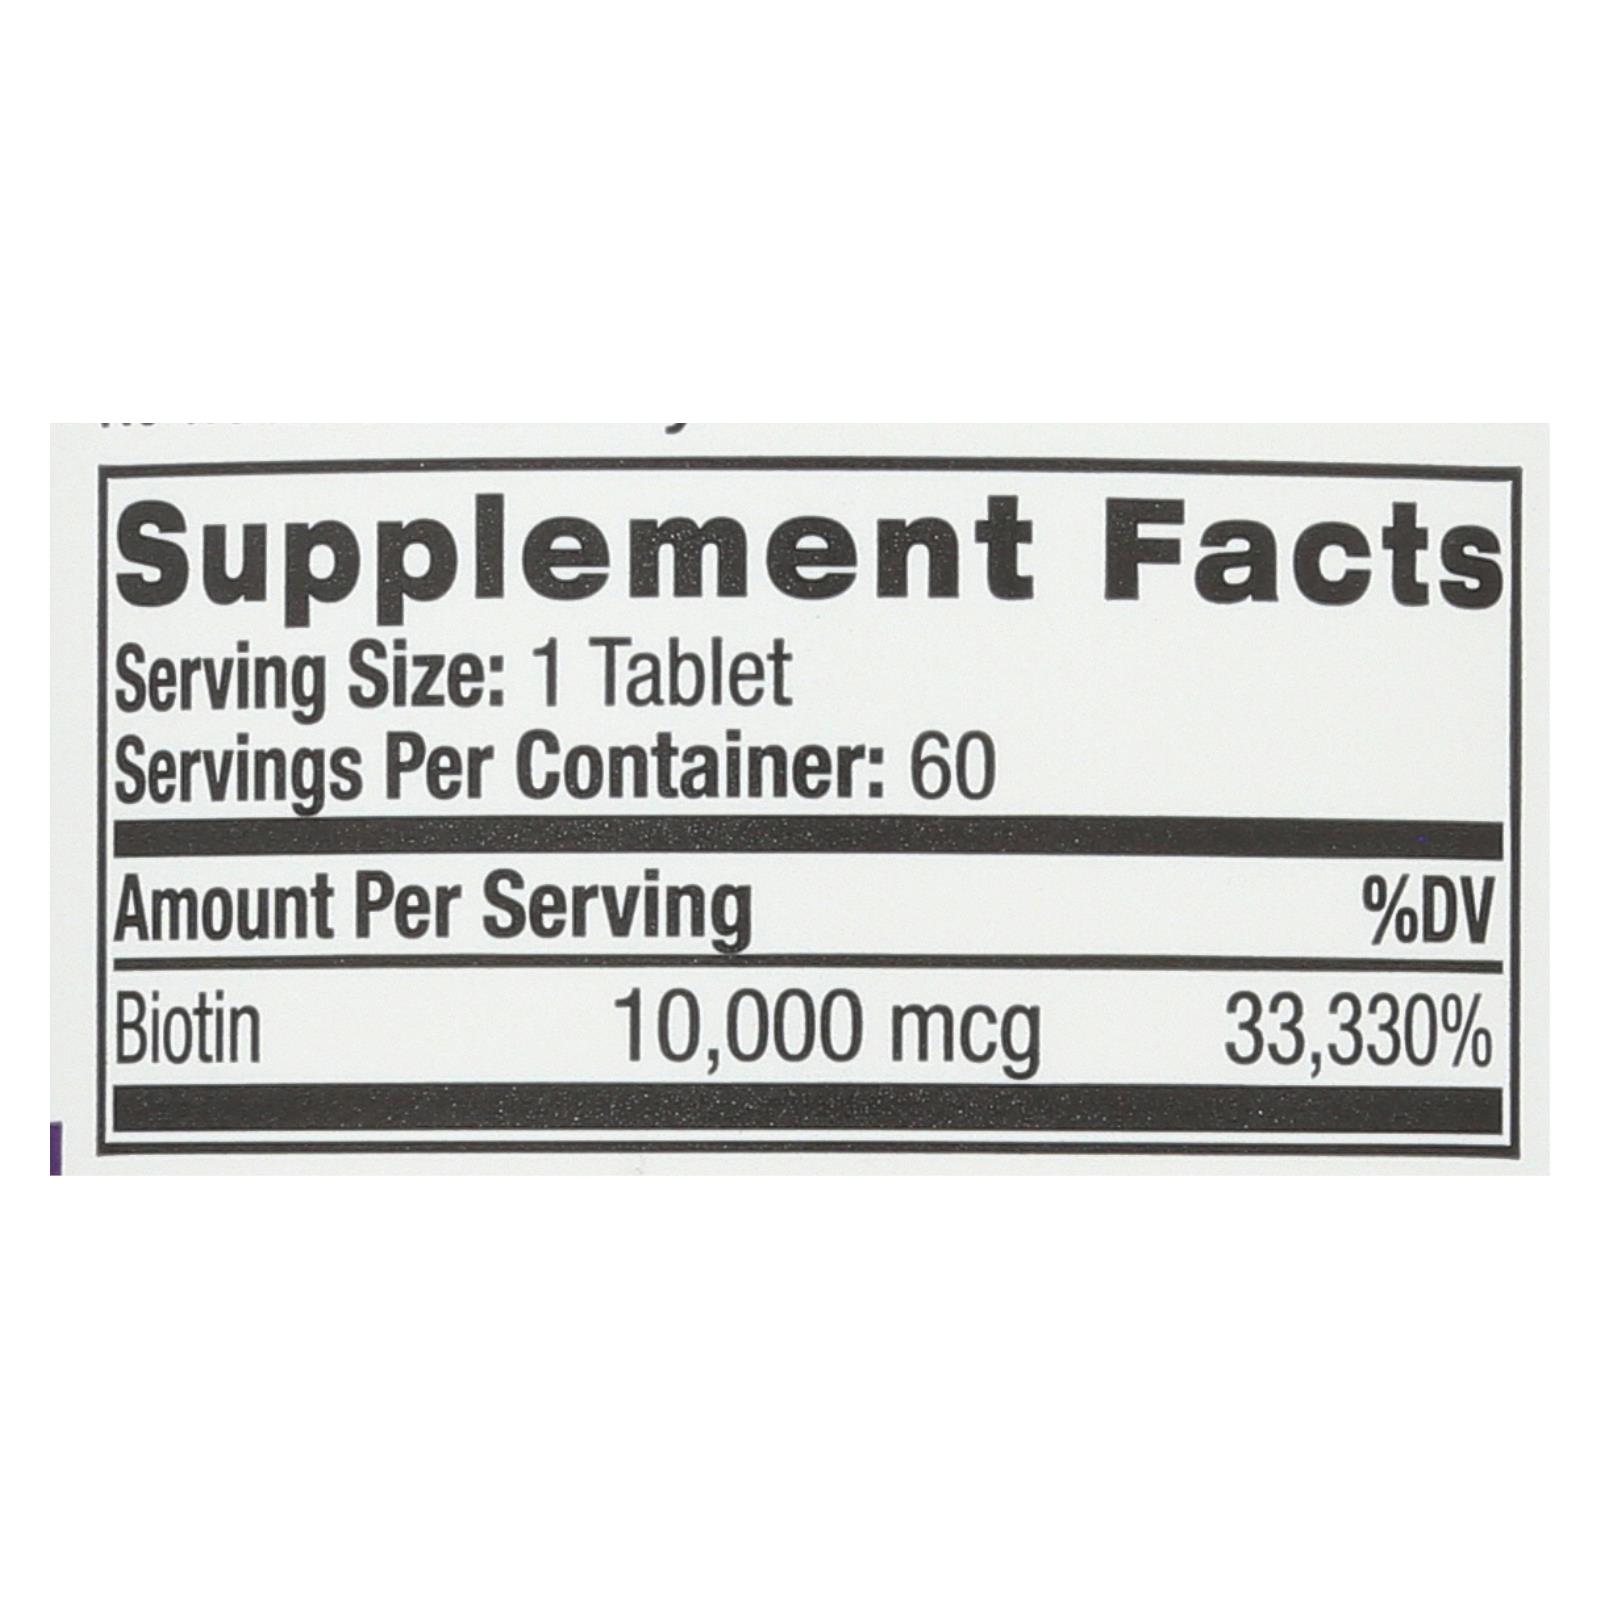 Supplement Facts
Serving Size: 1 Tablet
Servings Per Container: 60
Amount Per Serving %DV
Biotin 10,000 mcg 33,330%